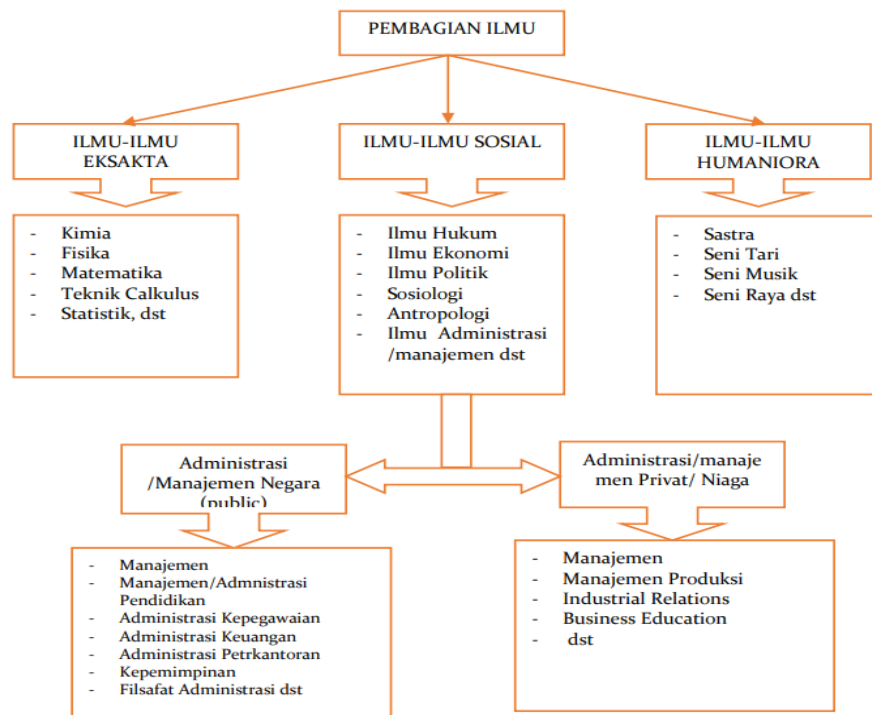 PEMBAGIAN ILMU
ILMU-ILMU
EKSAKTA
ILMU-ILMU SOSIAL
ILMU-ILMU
HUMANIORA
- Kimia
- Fisika
- Matematika
- Teknik Calkulus
- Statistik, dst
- Ilmu Hukum
- Ilmu Ekonomi
- Ilmu Politik
- Sosiologi
- Antropologi
- Ilmu Administrasi
/manajemen dst
- Sastra
- Seni Tari
- Seni Musik
- Seni Raya dst
Administrasi
/Manajemen Negara
(public)
Administrasi/manaje
men Privat/ Niaga
- Manajemen
- Manajemen/Admnistrasi
Pendidikan
- Administrasi Kepegawaian
- Administrasi Keuangan
- Administrasi Petrkantoran
- Kepemimpinan
- Filsafat Administrasi dst
- Manajemen
- Manajemen Produksi
- Industrial Relations
- Business Education
- dst